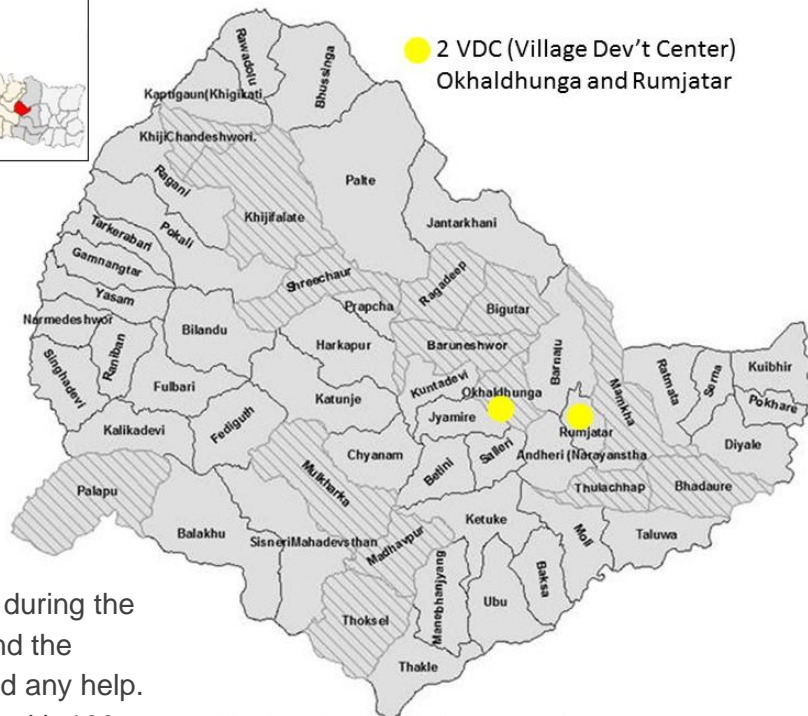 2 VDC (Village Dev't Center)
Okhaldhunga and Rumjatar
Rawadolu
Bhussinga
Kaptigaun(Khigikati
KhijiChandeshwori.
Ragani
Khijifalate
Palte
Jantarkhani
Tarkerabari
Pokali
Gamnangtar
Yasam
Shreechaur
Prapcha
Ragadeep
Bigutar
Narmedeshwor
Bilandu
Harkapur
Baruneshwor
Barnaju
Singhadevi
Raniban
Fulbari
Katunje
Kuntadevi
Okhaldhunga
Mamkha
Ratmata
Serna
Kuibhir
Pokhare
Kalikadevi
Fediguth
Jyamire
Rumjatar
Diyale
Chyanam
Betini
Salleri
Andheri (Narayanstha
Palapu
Mulkharka
Thulachhap
Bhadaure
Balakhu
SisneriMahadevsthan
Madhavpur
Ketuke
Moli
Taluwa
Manebhanjyang
Ubu
Baksa
Thoksel
Thakle
during the
nd the
d any help.